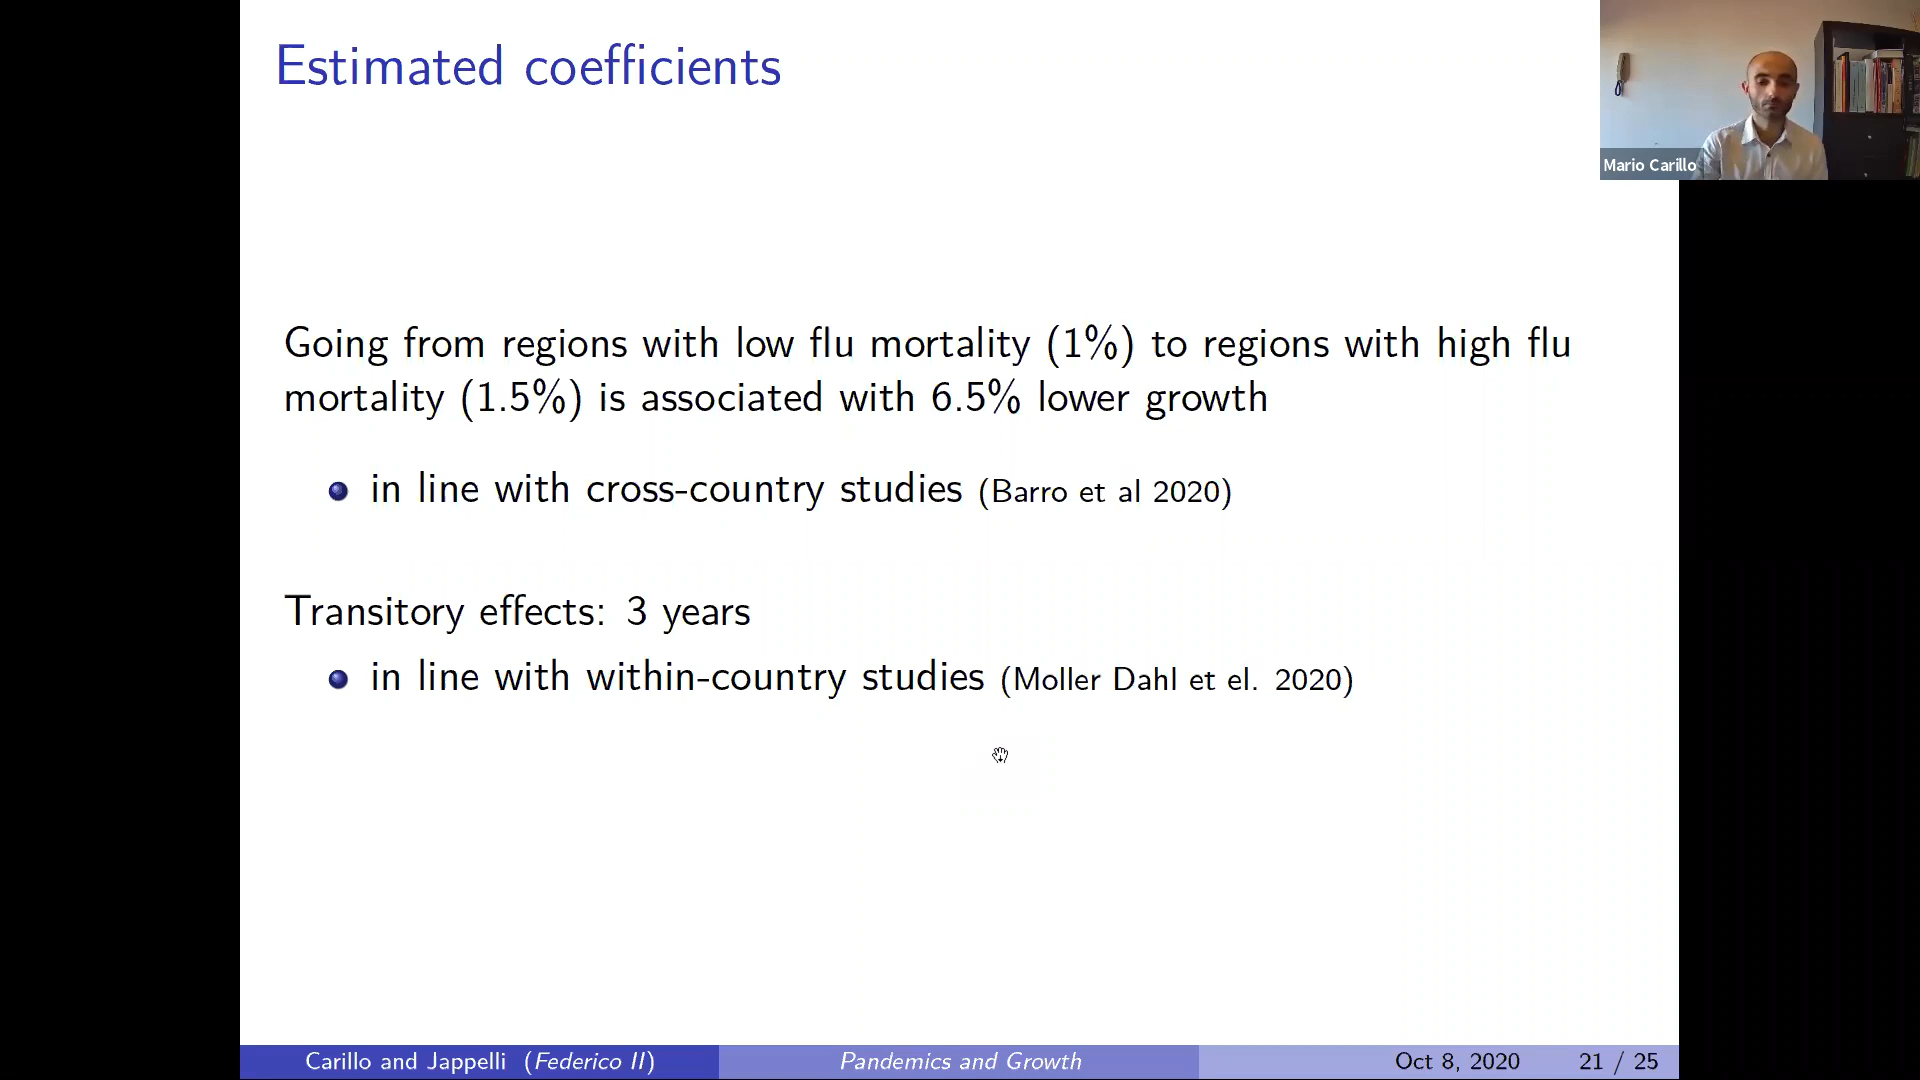 Estimated coefficients
Mario Carillo
Going from regions with low flu mortality (1%) to regions with high flu
mortality (1.5%) is associated with 6.5% lower growth
in line with cross-country studies (Barro et al 2020)
Transitory effects: 3 years
in line with within-country studies (Moller Dahl et el. 2020)
Carillo and Jappelli (Federico II) Pandemics and Growth Oct 8, 2020 21 / 25